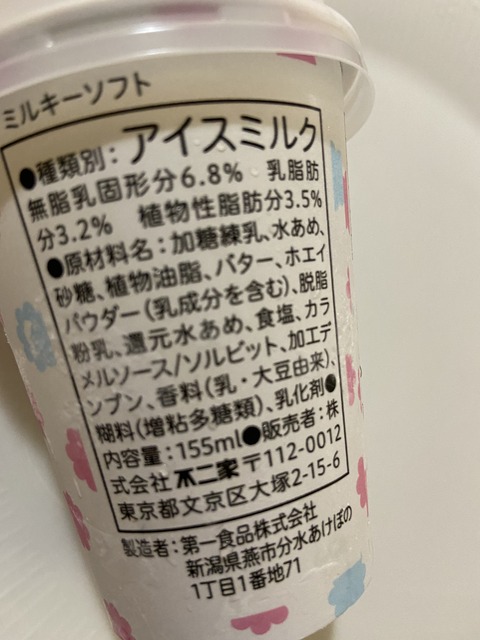 ミルキーソフト
●種類別：アイスミルク
無脂乳固形分6.8% 乳脂肪
分3.2% 植物性脂肪分3.5%
●原材料名：加糖練乳、水あめ、
砂糖、植物油脂、バター、ホエイ
パウダー（乳成分を含む）、脱脂
粉乳、還元水あめ、食塩、カラ
メルソース/ソルビット、加工デ
ンプン、香料（乳・大豆由来）、
糊料（増粘多糖類）、乳化剤●
内容量：155ml●販売者：株
式会社不二家〒112-0012
東京都文京区大塚2-15-6
製造者：第一食品株式会社
新潟県燕市分水あけぼの
1丁目1番地71